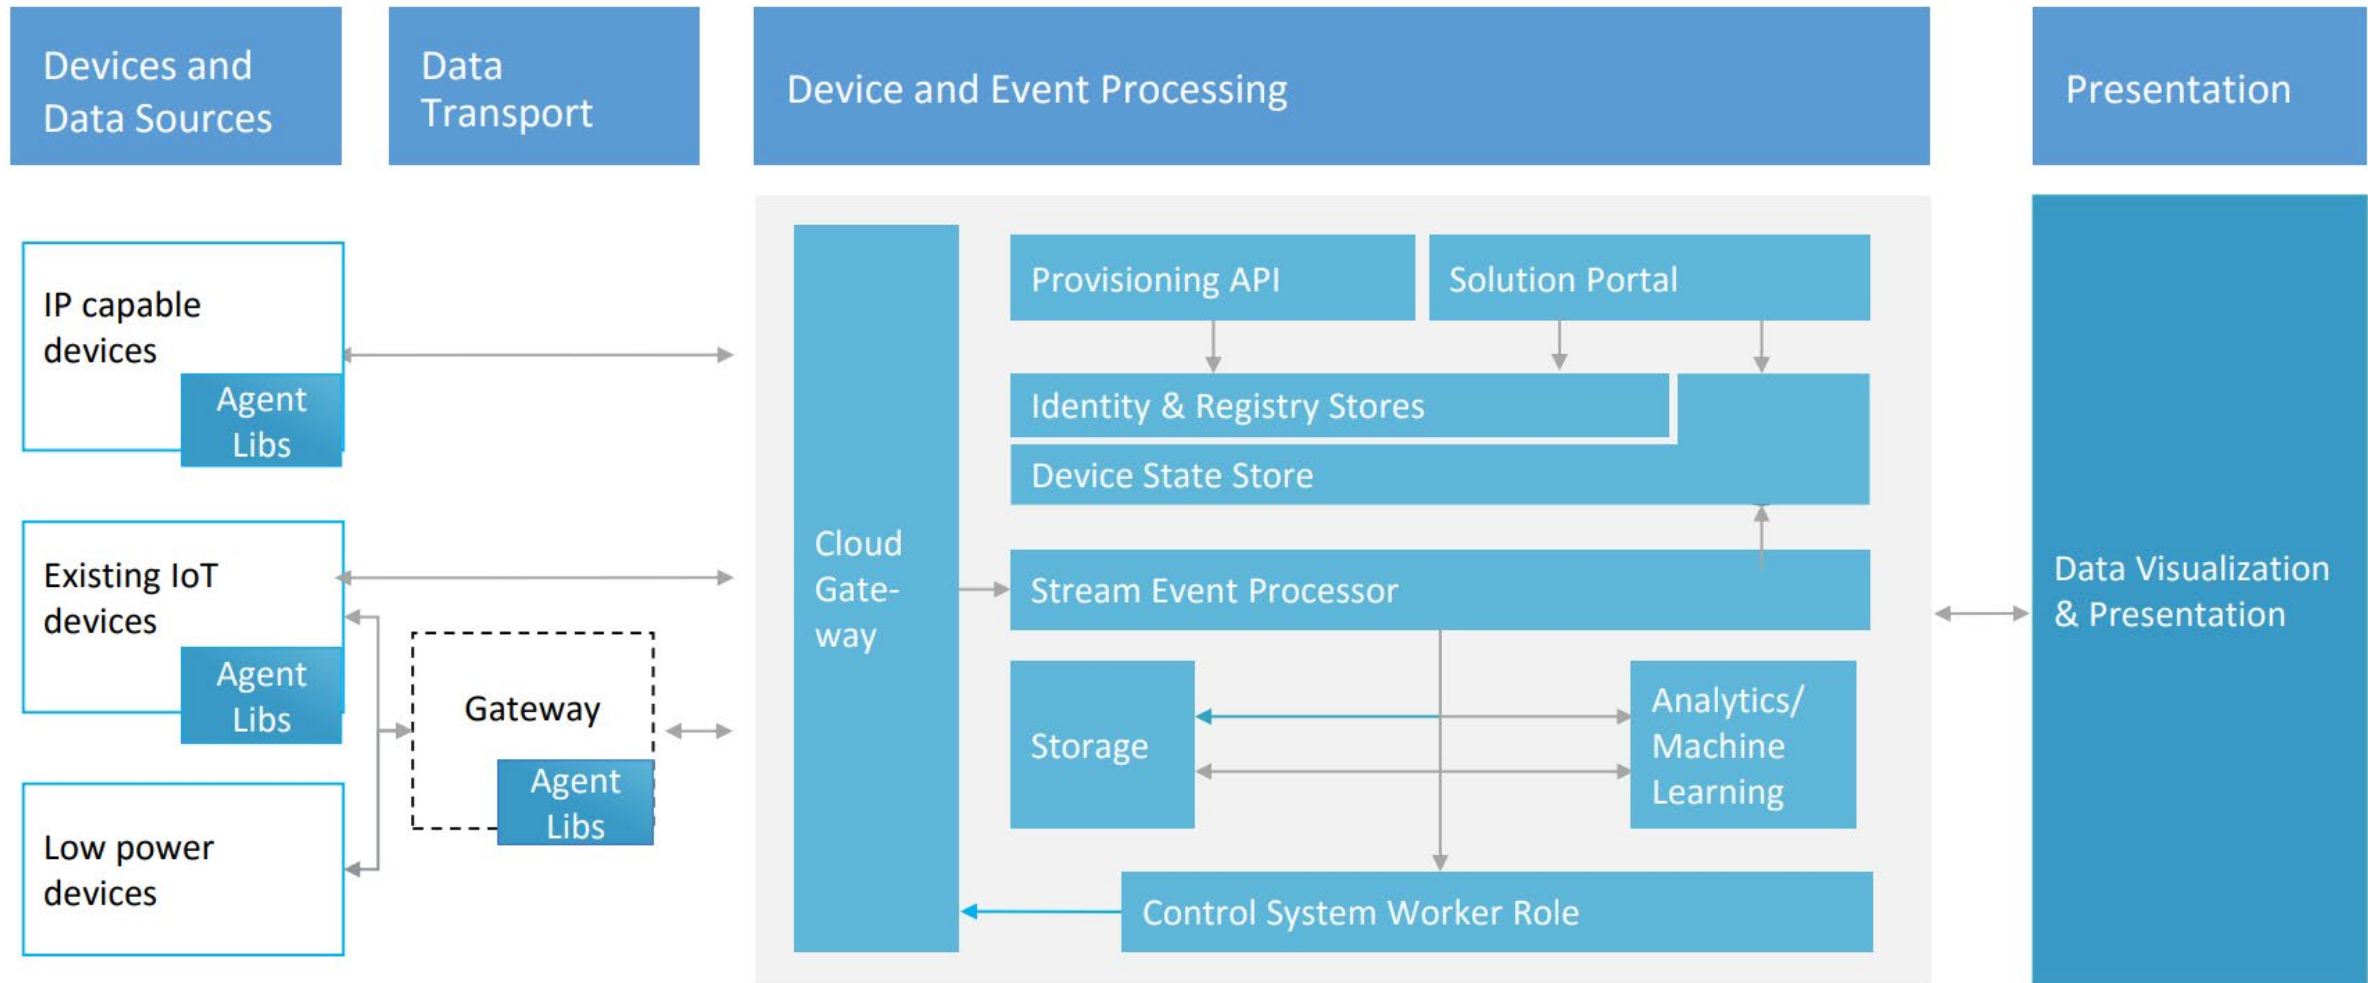 Devices and
Data Sources
Data
Transport
Device and Event Processing
Presentation
IP capable
devices
Agent
Libs
Existing IoT
devices
Agent
Libs
Low power
devices
Gateway
Agent
Libs
Cloud
Gate-
way
Provisioning API
Solution Portal
Identity & Registry Stores
Device State Store
Stream Event Processor
Storage
Analytics/
Machine
Learning
Control System Worker Role
Data Visualization
& Presentation